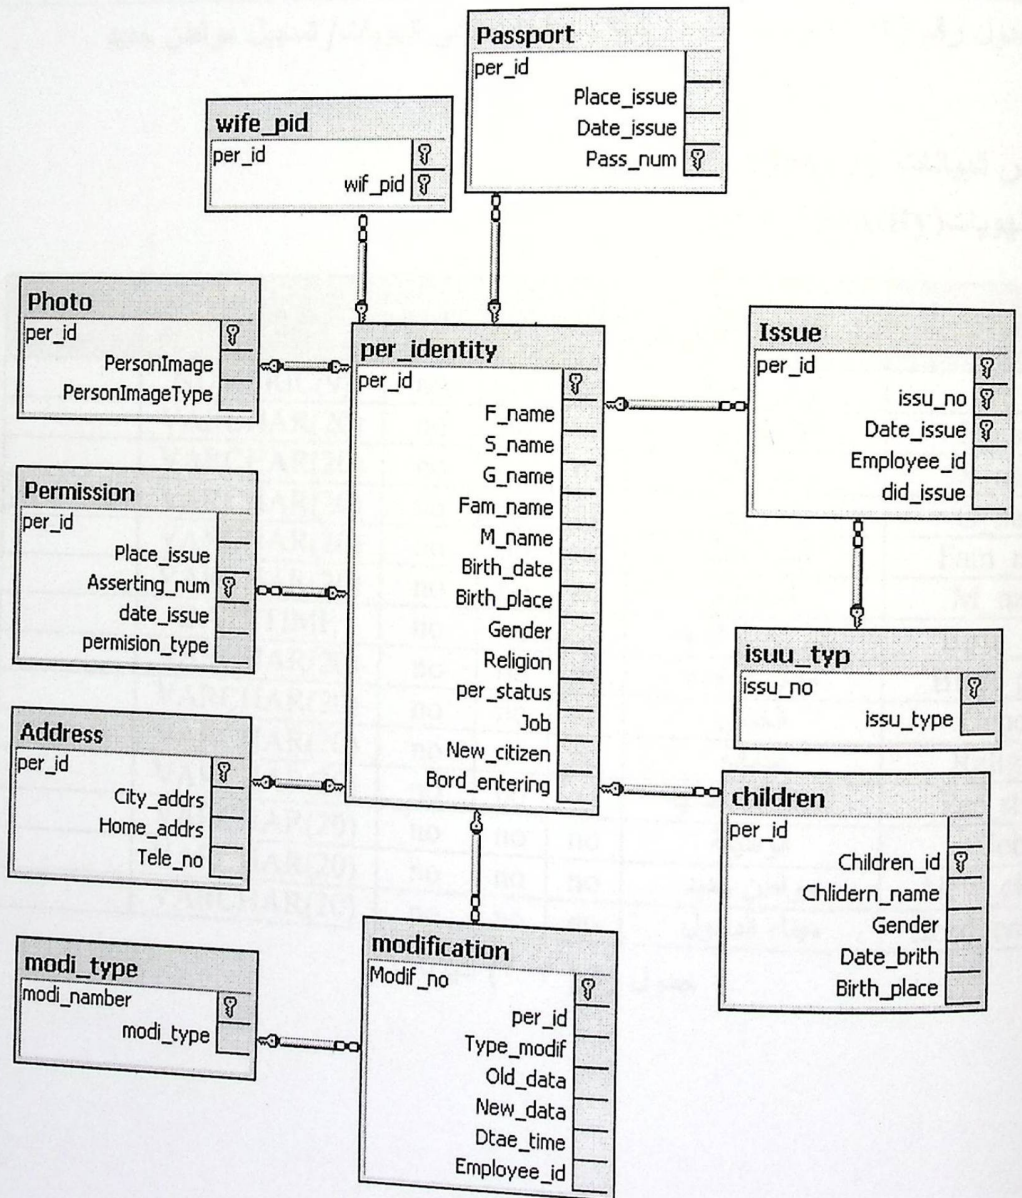 Passport
per_id
Place_issue
Date_issue
Pass_num
wife_pid
per_id
wif_pid
Photo
per_id
PersonImage
PersonImageType
per_identity
per_id
F_name
S_name
G_name
Fam_name
M_name
Birth_date
Birth_place
Gender
Religion
per_status
Job
New_citizen
Bord_entering
Issue
per_id
issu_no
Date_issue
Employee_id
did_issue
Permission
per_id
Place_issue
Asserting_num
date_issue
permision_type
isuu_typ
issu_no
issu_type
Address
per_id
City_addrs
Home_addrs
Tele_no
children
per_id
Children_id
Chlidern_name
Gender
Date_brith
Birth_place
modi_type
modi_namber
modi_type
modification
Modif_no
per_id
Type_modif
Old_data
New_data
Dtae_time
Employee_id